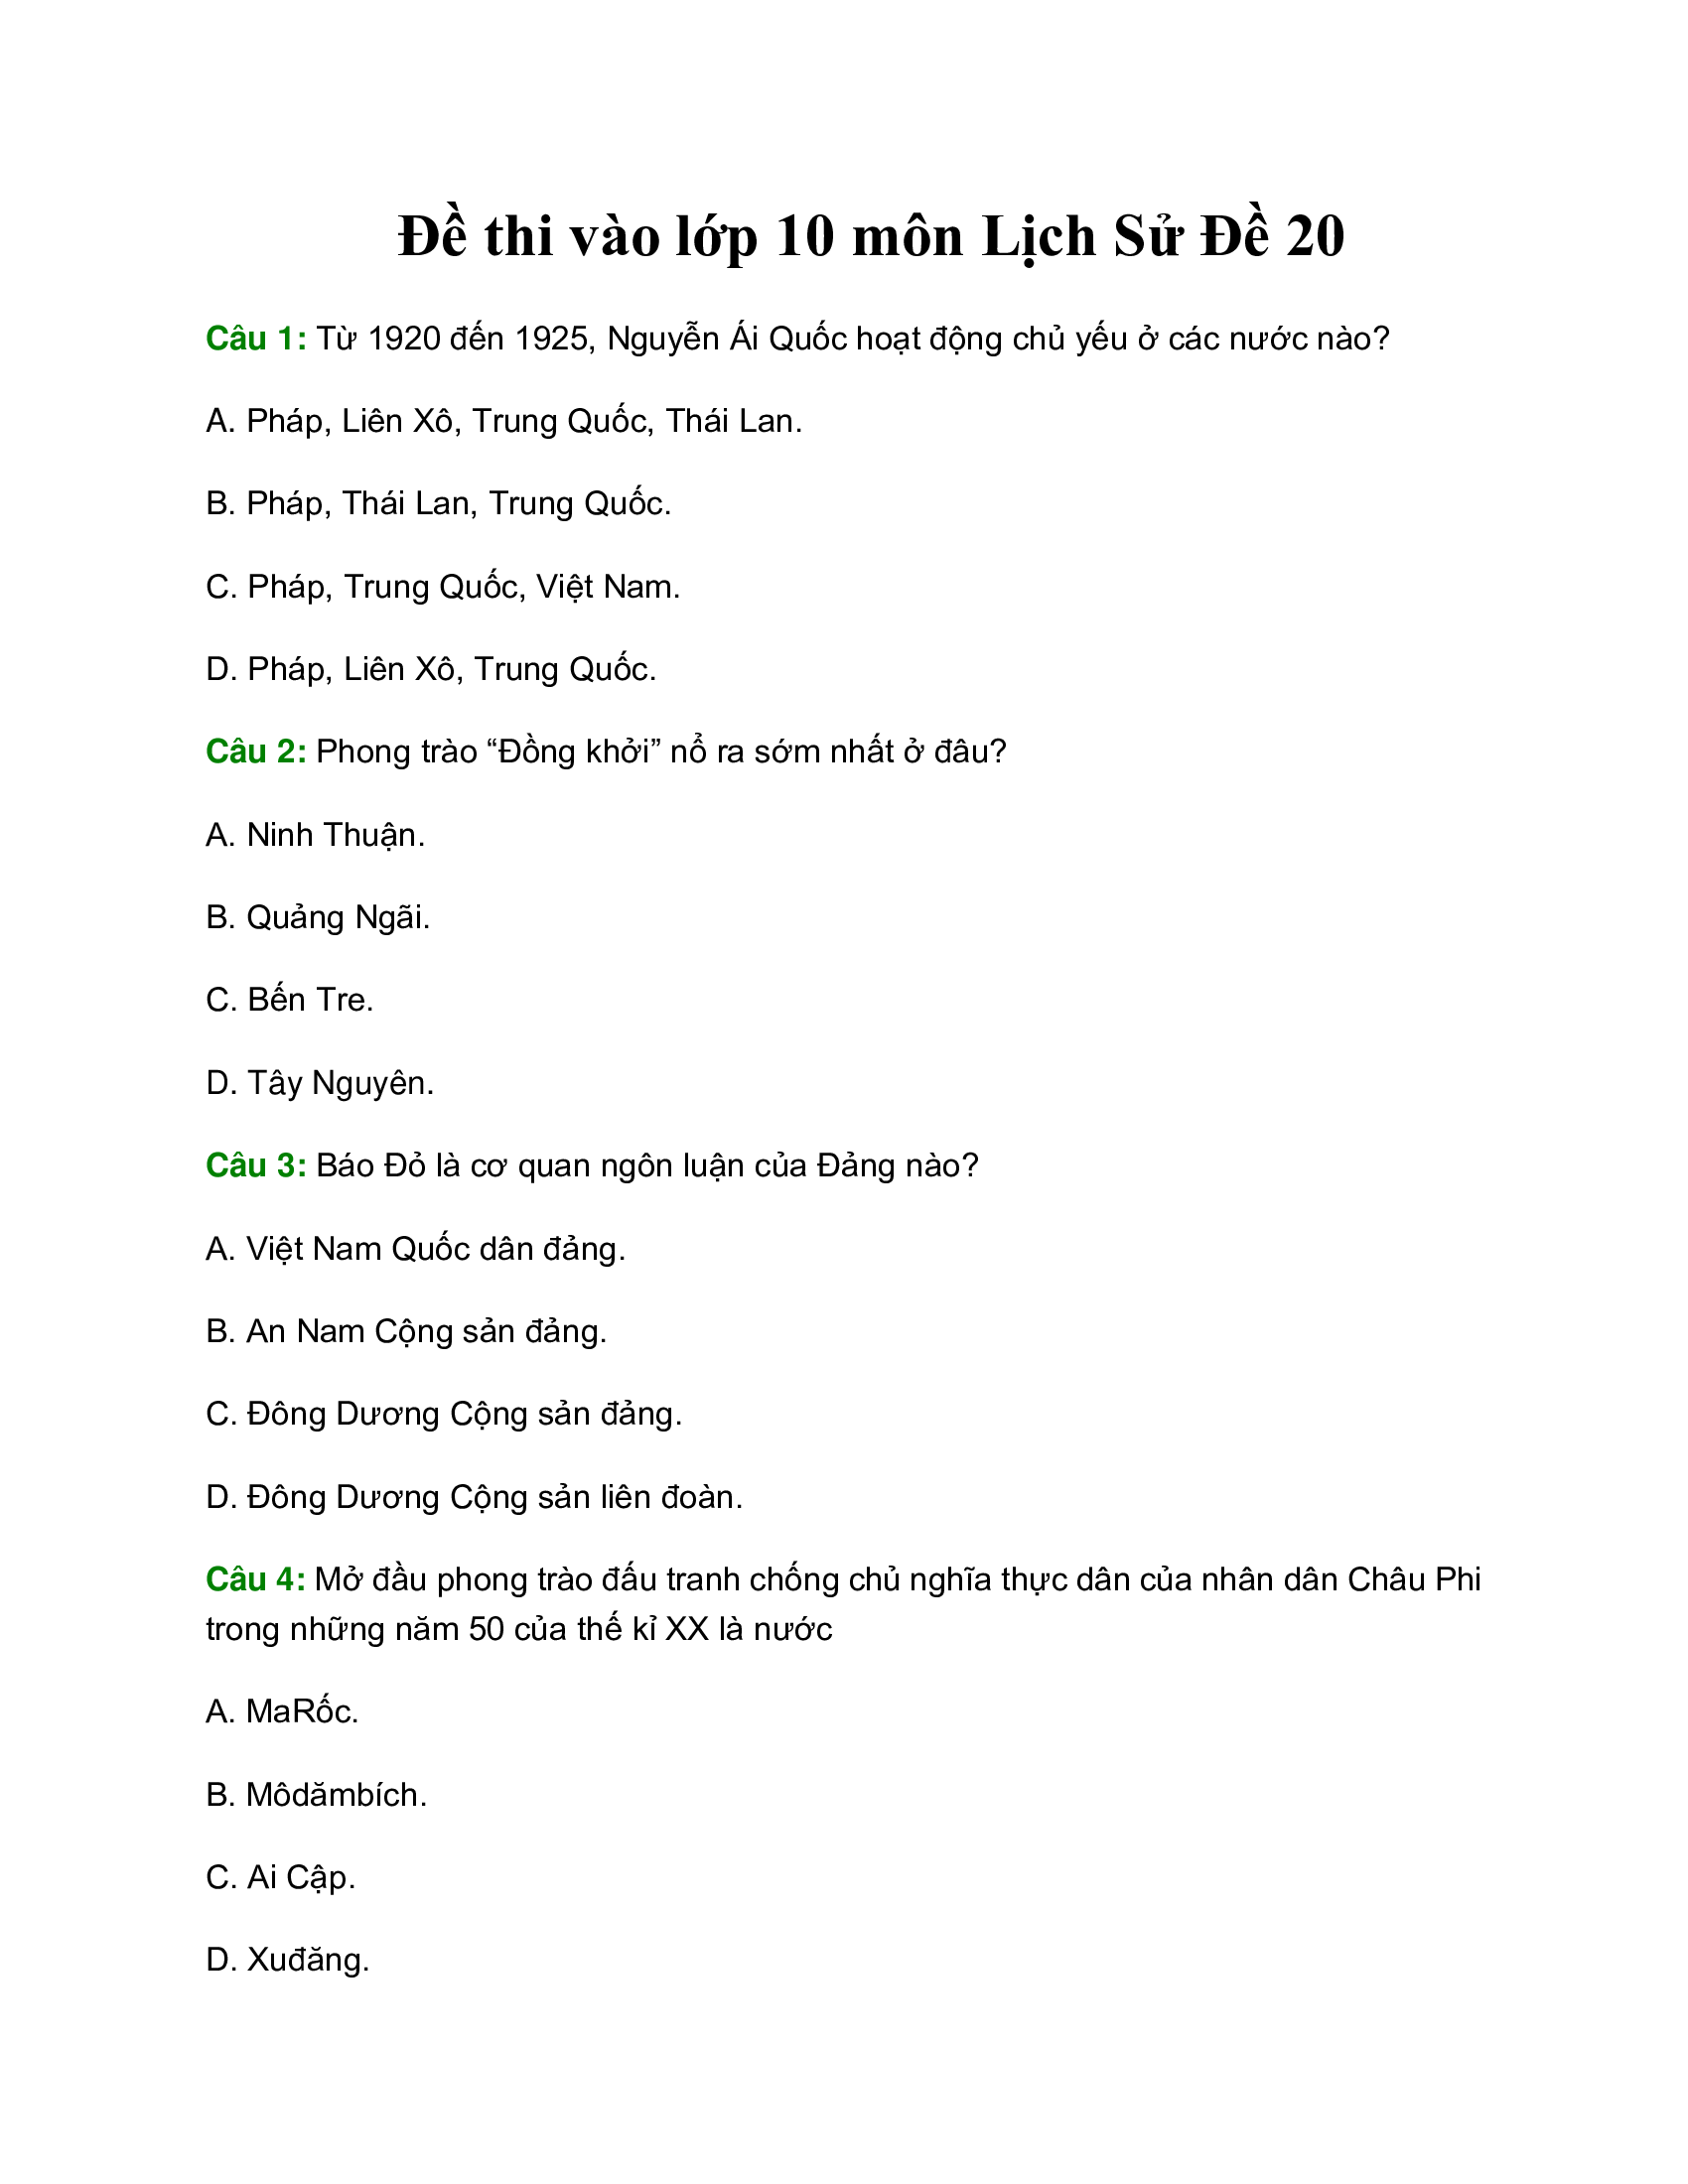 Đề thi vào lớp 10 môn Lịch Sử Đề 20
Câu 1: Từ 1920 đến 1925, Nguyễn Ái Quốc hoạt động chủ yếu ở các nước nào?
A. Pháp, Liên Xô, Trung Quốc, Thái Lan.
B. Pháp, Thái Lan, Trung Quốc.
C. Pháp, Trung Quốc, Việt Nam.
D. Pháp, Liên Xô, Trung Quốc.
Câu 2: Phong trào “Đồng khởi” nổ ra sớm nhất ở đâu?
A. Ninh Thuận.
B. Quảng Ngãi.
C. Bến Tre.
D. Tây Nguyên.
Câu 3: Báo Đỏ là cơ quan ngôn luận của Đảng nào?
A. Việt Nam Quốc dân đảng.
B. An Nam Cộng sản đảng.
C. Đông Dương Cộng sản đảng.
D. Đông Dương Cộng sản liên đoàn.
Câu 4: Mở đầu phong trào đấu tranh chống chủ nghĩa thực dân của nhân dân Châu Phi
trong những năm 50 của thế kỉ XX là nước
A. MaRốc.
B. Môdămbích.
C. Ai Cập.
D. Xuđăng.